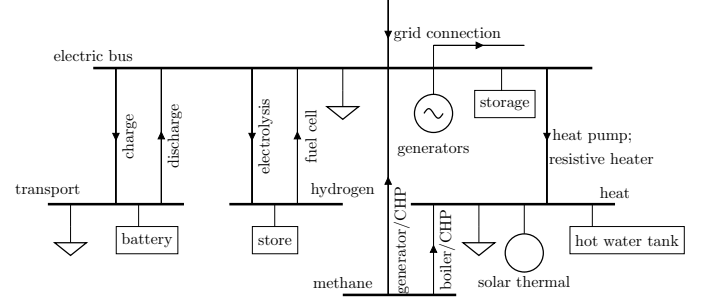 grid connection
electric bus
storage
charge
discharge
electrolysis
fuel cell
generators
heat pump;
resistive heater
transport
hydrogen
heat
generator/CHP
boiler/CHP
battery
store
hot water tank
solar thermal
methane